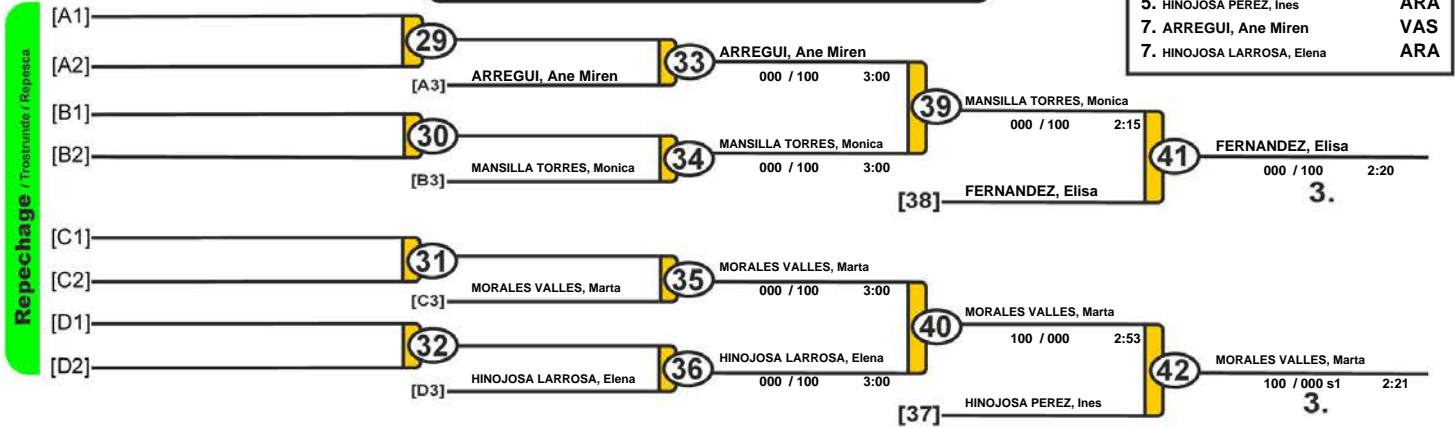 5. HINOJOSA PEREZ, Ines ARA
7. ARREGUI, Ane Miren VAS
7. HINOJOSA LARROSA, Elena ARA
Repechage / Trostrunde / Repesca
[A1]
29
[A2]
ARREGUI, Ane Miren
[A3]
33
ARREGUI, Ane Miren
000 / 100 3:00
[B1]
30
[B2]
MANSILLA TORRES, Monica
[B3]
34
MANSILLA TORRES, Monica
000 / 100 3:00
39
MANSILLA TORRES, Monica
000 / 100 2:15
[38]
FERNANDEZ, Elisa
41
FERNANDEZ, Elisa
000 / 100 2:20
3.
[C1]
31
[C2]
MORALES VALLES, Marta
[C3]
35
MORALES VALLES, Marta
000 / 100 3:00
[D1]
32
[D2]
HINOJOSA LARROSA, Elena
[D3]
36
HINOJOSA LARROSA, Elena
000 / 100 3:00
40
MORALES VALLES, Marta
100 / 000 2:53
[37]
HINOJOSA PEREZ, Ines
42
MORALES VALLES, Marta
100 / 000 s1 2:21
3.